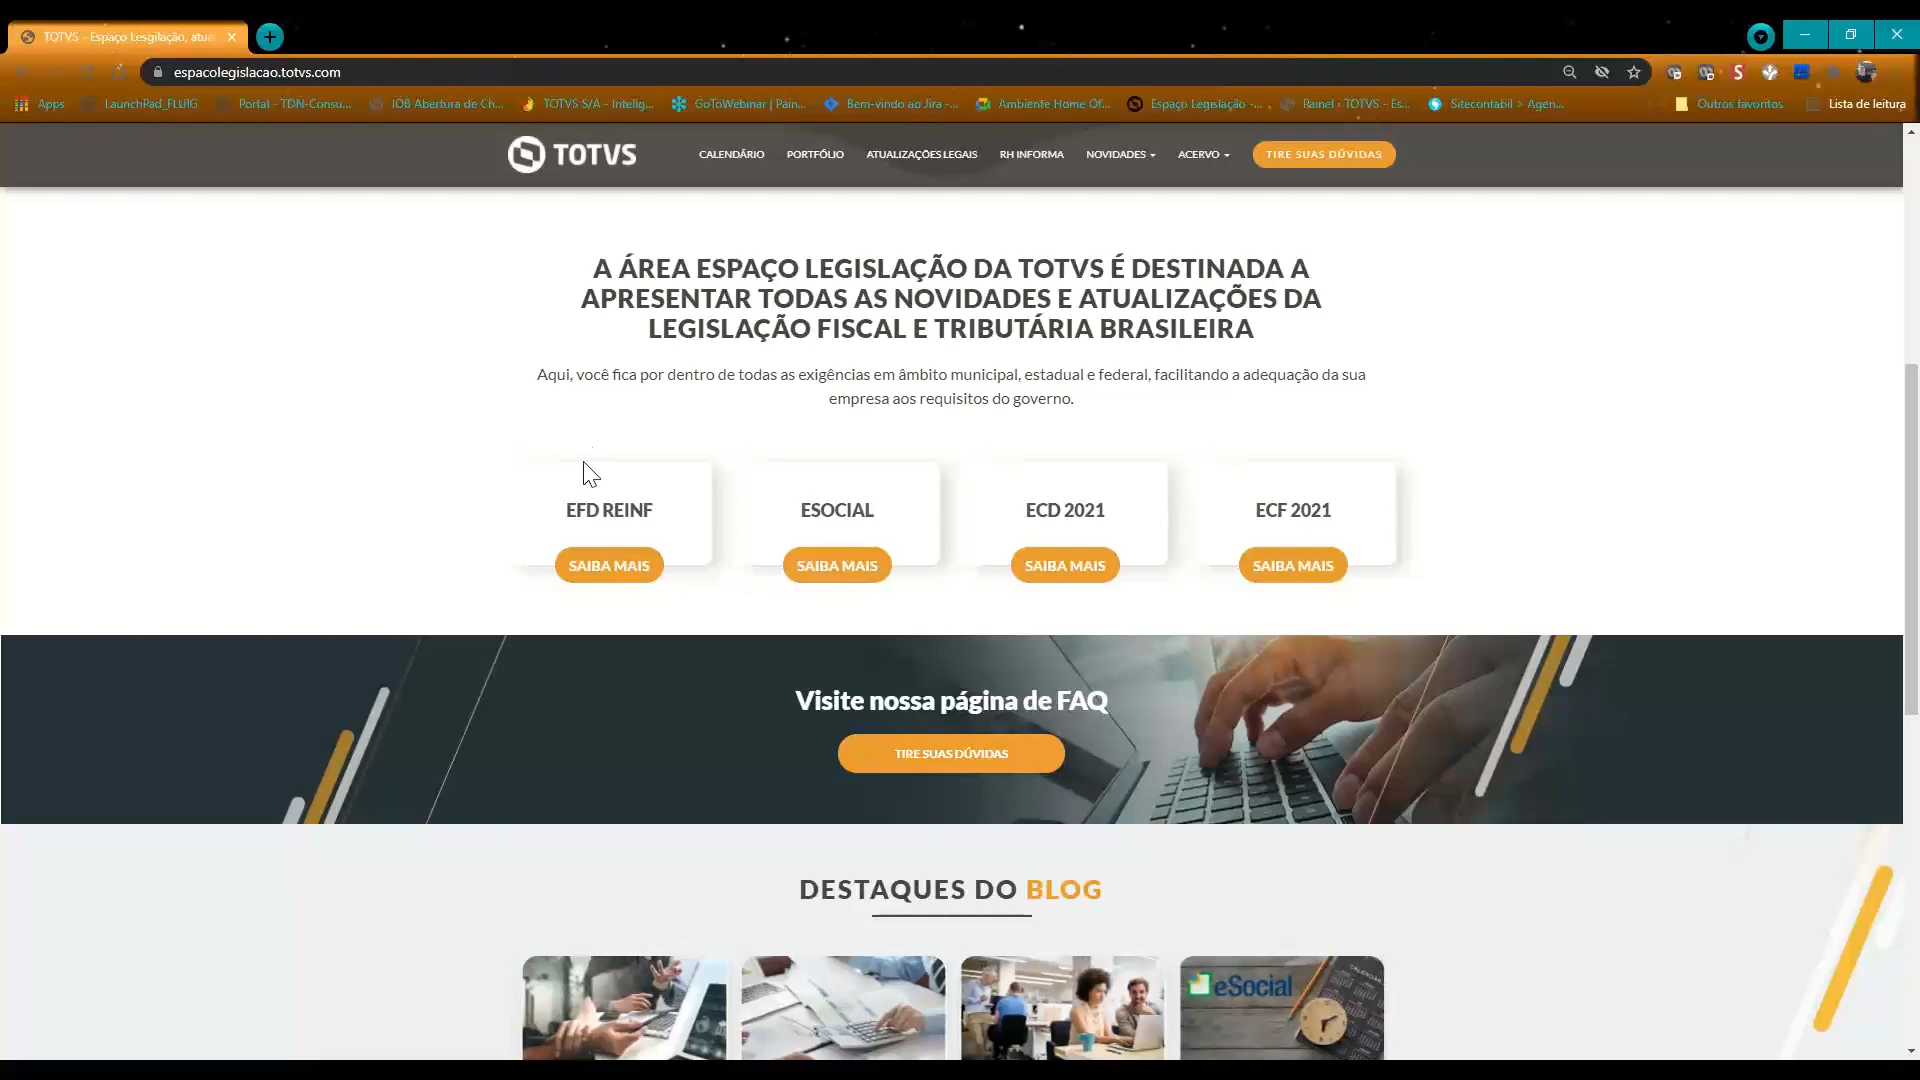 TOTVS - Espaço Lesgilação, atua
espacolegislacao.totvs.com
Apps
LaunchPad_FLUIG
Portal - TDN-Consu...
IOB Abertura de Ch...
TOTVS S/A - Intelig...
GoToWebinar | Pain...
Bem-vindo ao Jira -...
Ambiente Home Of...
Espaço Legislação -...
Painel ‹ TOTVS - Es...
Sitecontabil > Agen...
Outros favoritos
Lista de leitura
TOTVS
CALENDÁRIO
PORTFÓLIO
ATUALIZAÇÕES LEGAIS
RH INFORMA
NOVIDADES
ACERVO
TIRE SUAS DÚVIDAS
A ÁREA ESPAÇO LEGISLAÇÃO DA TOTVS É DESTINADA A
APRESENTAR TODAS AS NOVIDADES E ATUALIZAÇÕES DA
LEGISLAÇÃO FISCAL E TRIBUTÁRIA BRASILEIRA
Aqui, você fica por dentro de todas as exigências em âmbito municipal, estadual e federal, facilitando a adequação da sua
empresa aos requisitos do governo.
EFD REINF
ESOCIAL
ECD 2021
ECF 2021
SAIBA MAIS
SAIBA MAIS
SAIBA MAIS
SAIBA MAIS
Visite nossa página de FAQ
TIRE SUAS DÚVIDAS
DESTAQUES DO BLOG
eSocial
CALENDAR